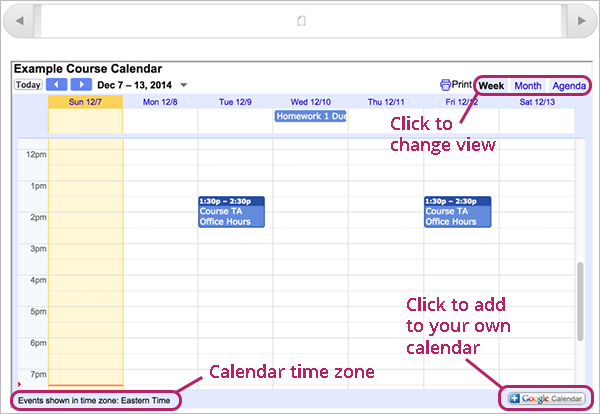 Example Course Calendar
Today Dec 7 – 13, 2014 Print Week Month Agenda
Sun 12/7 Mon 12/8 Tue 12/9 Wed 12/10 Thu 12/11 Fri 12/12 Sat 12/13
Homework 1 Due
Click to
change view
12pm
1pm
1:30p – 2:30p 1:30p – 2:30p
Course TA Course TA
2pm
Office Hours Office Hours
3pm
4pm
5pm
Click to add
to your own
calendar
6pm
Calendar time zone
7pm
Events shown in time zone: Eastern Time
Google Calendar